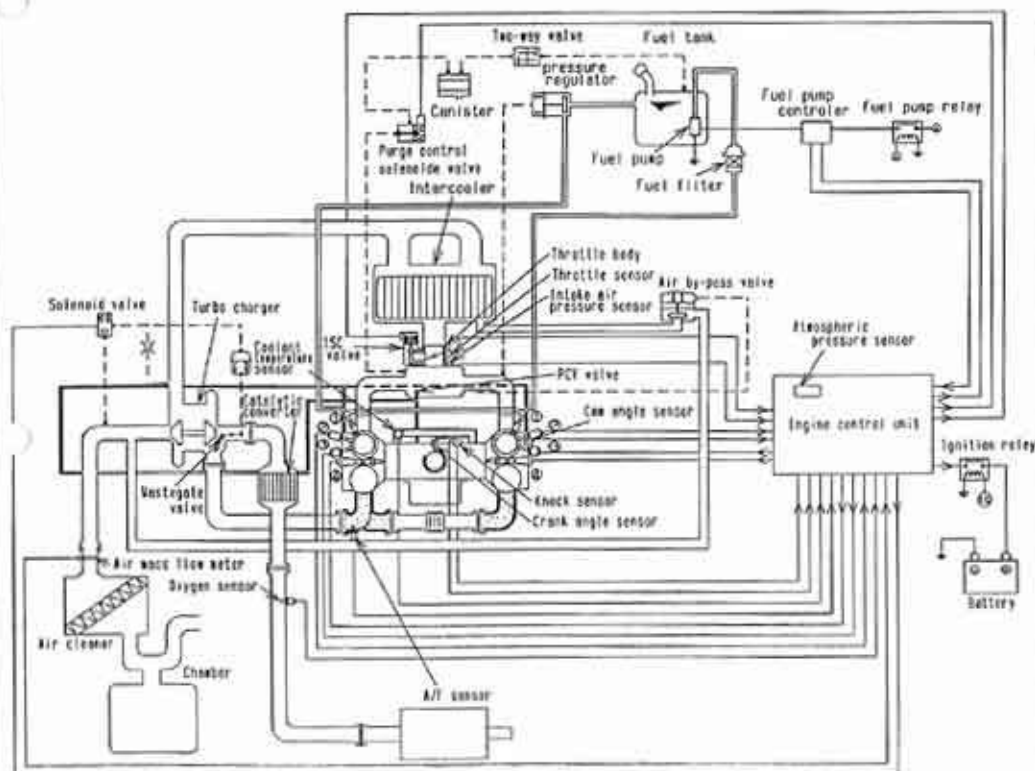 Two-way valve
Fuel tank
pressure
regulator
Canister
Fuel pump
controler
Fuel pump relay
Purge control
solenoide valve
Fuel pump
Fuel filter
Intercooler
Throttle body
Throttle sensor
Intake air
pressure sensor
Air by-pass valve
Solenoid valve
Turbo charger
Coolant
temperature
sensor
ISC
valve
Atmospheric
pressure sensor
PCV valve
Catalytic
converter
Cam angle sensor
Engine control unit
Ignition relay
Wastegate
valve
Knock sensor
Crank angle sensor
Air mass flow meter
Oxygen sensor
Battery
Air cleaner
Chamber
A/F sensor